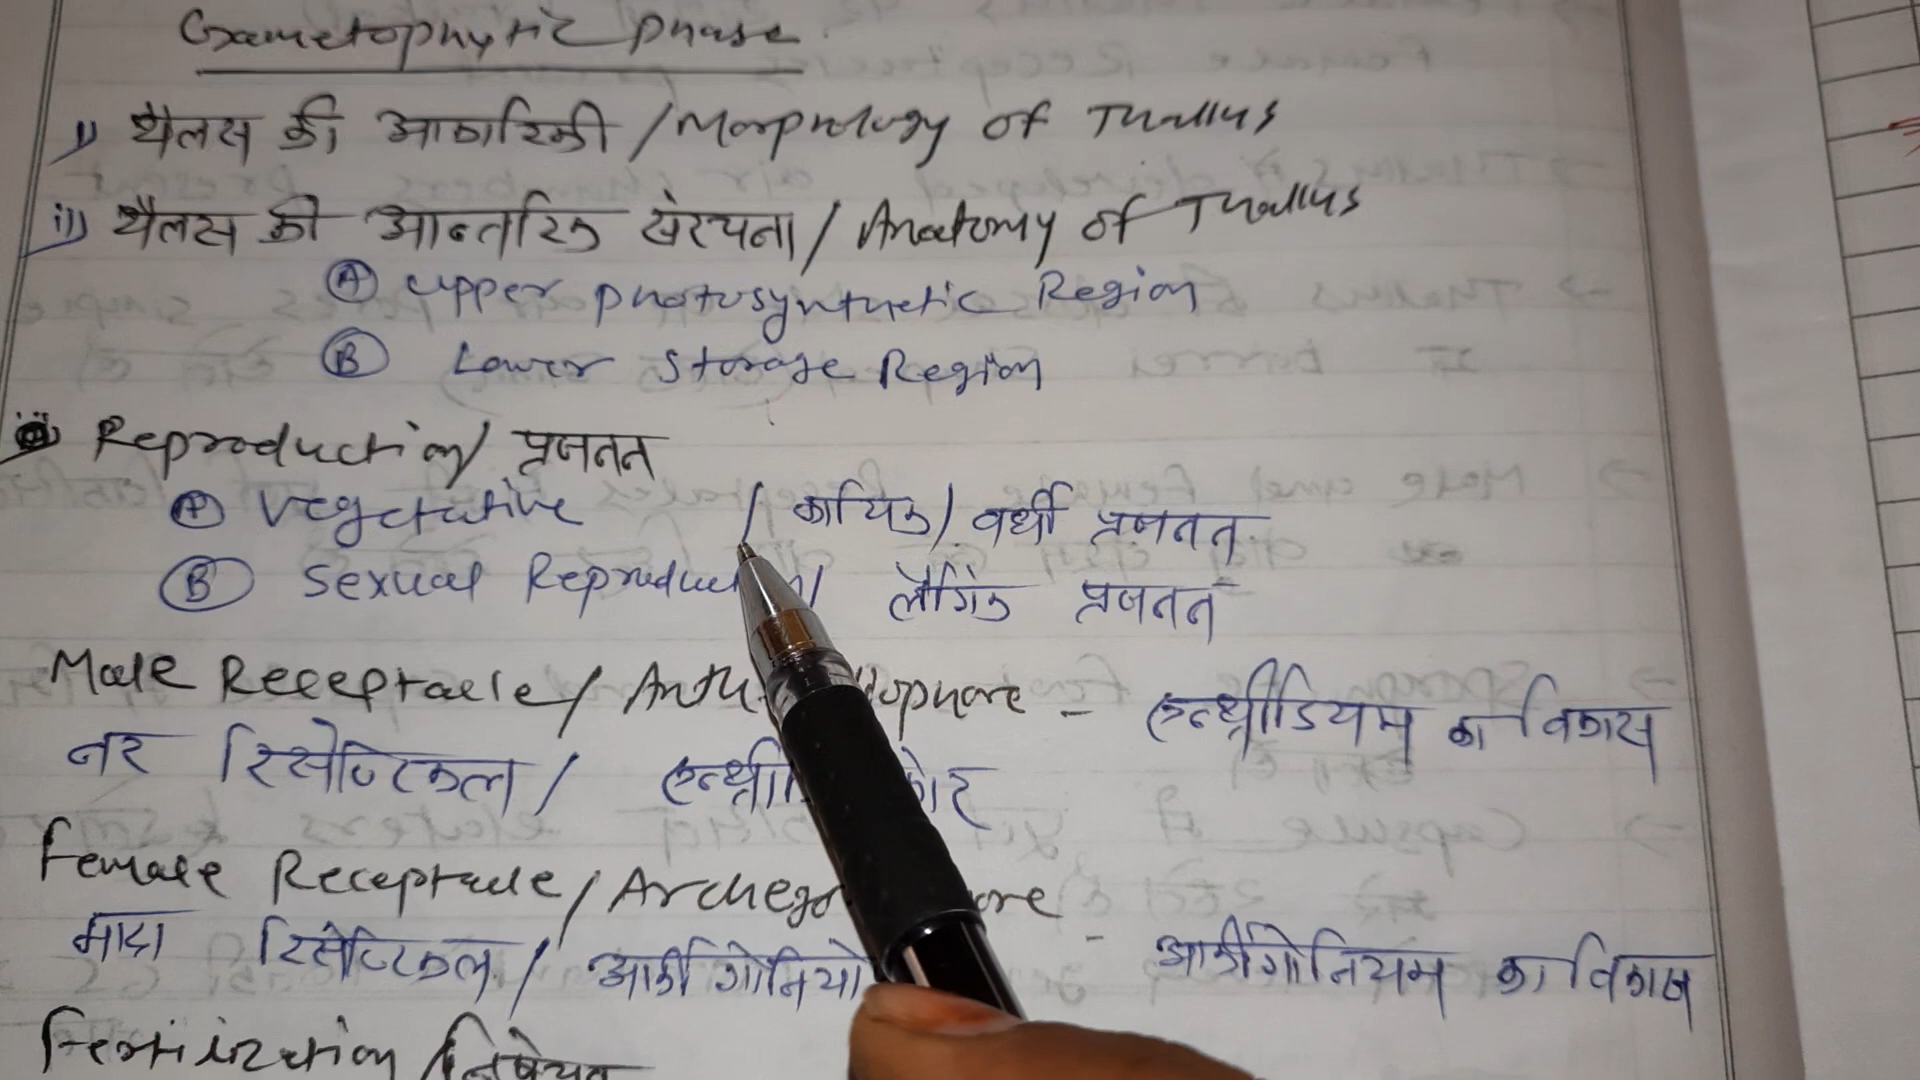 Gametophytic phase
i) थैलस की आकारिकी / Morphology of Thallus
ii) थैलस की आन्तरिक संरचना / Anatomy of Thallus
A upper photosynthetic Region
B Lower Storage Region
iii) Reproduction / प्रजनन
A Vegetative / कायिक / वर्धी प्रजनन
B Sexual / लैंगिक प्रजनन
Male Receptacle / - एन्थ्रीडियम का विकास
नर रिसेप्टिकल /
Female Receptacle / - आर्कीगोनियम का विकास
मादा रिसेप्टिकल /
Fertilization / निषेचन